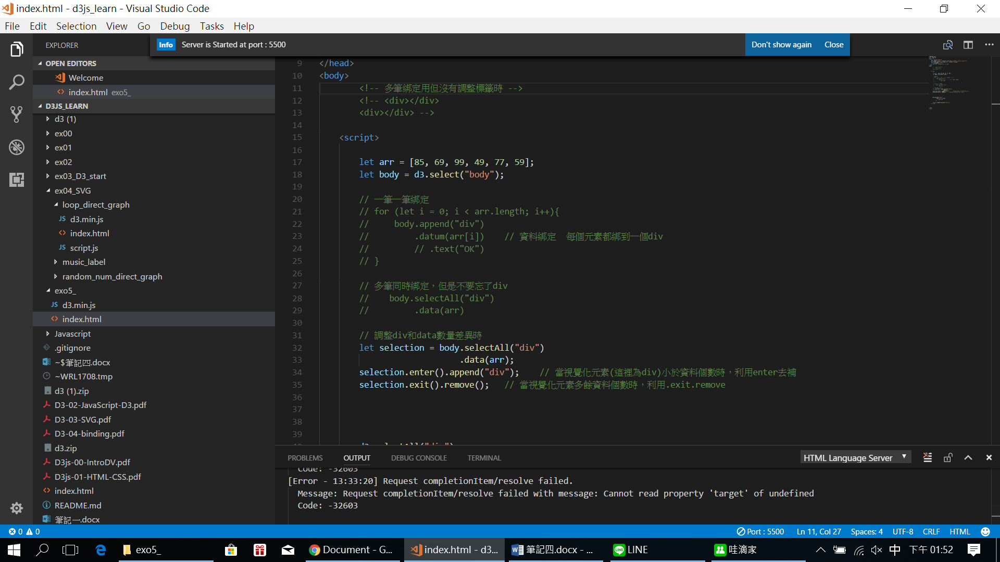 index.html - d3js_learn - Visual Studio Code
File Edit Selection View Go Debug Tasks Help
EXPLORER
Info Server is Started at port : 5500 Don't show again Close
OPEN EDITORS
Welcome
index.html exo5_
D3JS_LEARN
d3 (1)
ex00
ex01
ex02
ex03_D3_start
ex04_SVG
loop_direct_graph
JS d3.min.js
<> index.html
JS script.js
music_label
random_num_direct_graph
exo5_
JS d3.min.js
<> index.html
Javascript
.gitignore
~$筆記四.docx
~WRL1708.tmp
d3 (1).zip
D3-02-JavaScript-D3.pdf
D3-03-SVG.pdf
D3-04-binding.pdf
d3.zip
D3js-00-IntroDV.pdf
D3js-01-HTML-CSS.pdf
<> index.html
README.md
筆記一.docx
9 </head>
10 <body>
11 <!-- 多筆綁定用但沒有調整標籤時 -->
12 <!-- <div></div>
13 <div></div> -->
14
15 <script>
16
17 let arr = [85, 69, 99, 49, 77, 59];
18 let body = d3.select("body");
19
20 // 一筆一筆綁定
21 // for (let i = 0; i < arr.length; i++){
22 // body.append("div")
23 // .datum(arr[i]) // 資料綁定 每個元素都綁到一個div
24 // // .text("OK")
25 // }
26
27 // 多筆同時綁定，但是不要忘了div
28 // body.selectAll("div")
29 // .data(arr)
30
31 // 調整div和data數量差異時
32 let selection = body.selectAll("div")
33 .data(arr);
34 selection.enter().append("div"); // 當視覺化元素(這裡為div)小於資料個數時，利用enter去補
35 selection.exit().remove(); // 當視覺化元素多餘資料個數時，利用.exit.remove
36
37
38
39
PROBLEMS OUTPUT DEBUG CONSOLE TERMINAL HTML Language Server
Code: -32603
[Error - 13:33:20] Request completionItem/resolve failed.
Message: Request completionItem/resolve failed with message: Cannot read property 'target' of undefined
Code: -32603
0 0 Port : 5500 Ln 11, Col 27 Spaces: 4 UTF-8 CRLF HTML
exo5_ Document - G... index.html - d3... 筆記四.docx - ... LINE 哇滴家 中 下午 01:52